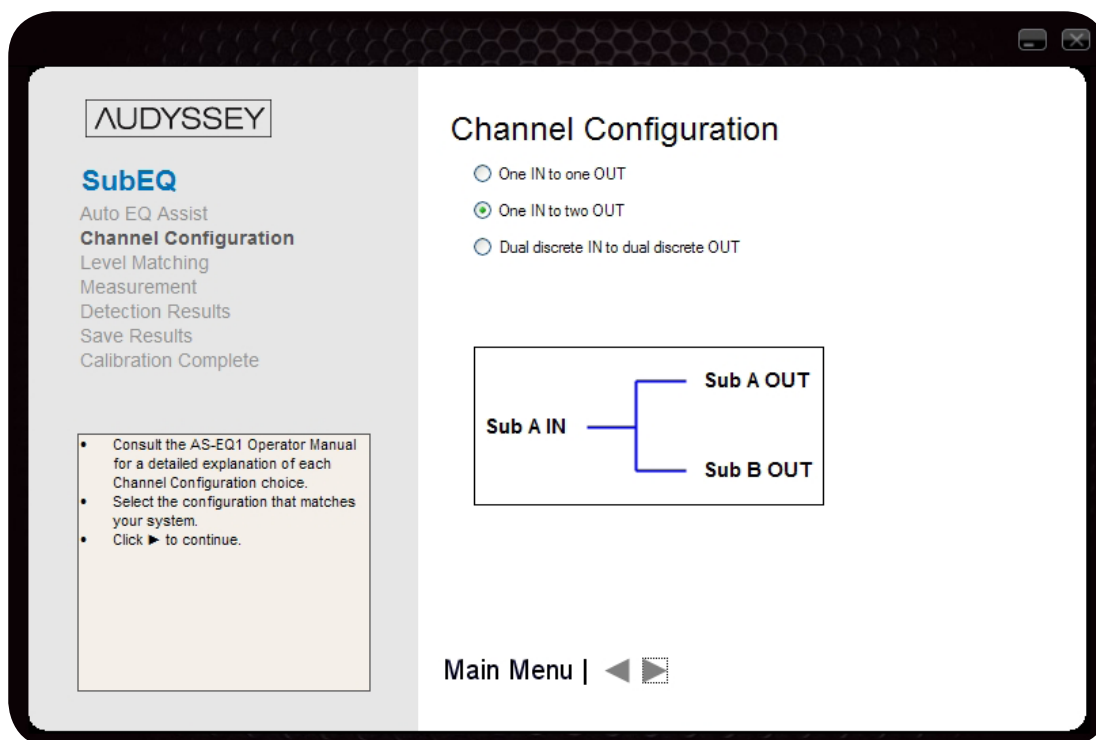 AUDYSSEY
SubEQ
Auto EQ Assist
Channel Configuration
Level Matching
Measurement
Detection Results
Save Results
Calibration Complete
• Consult the AS-EQ1 Operator Manual
for a detailed explanation of each
Channel Configuration choice.
• Select the configuration that matches
your system.
• Click ► to continue.
Channel Configuration
One IN to one OUT
One IN to two OUT
Dual discrete IN to dual discrete OUT
Sub A OUT
Sub A IN
Sub B OUT
Main Menu |